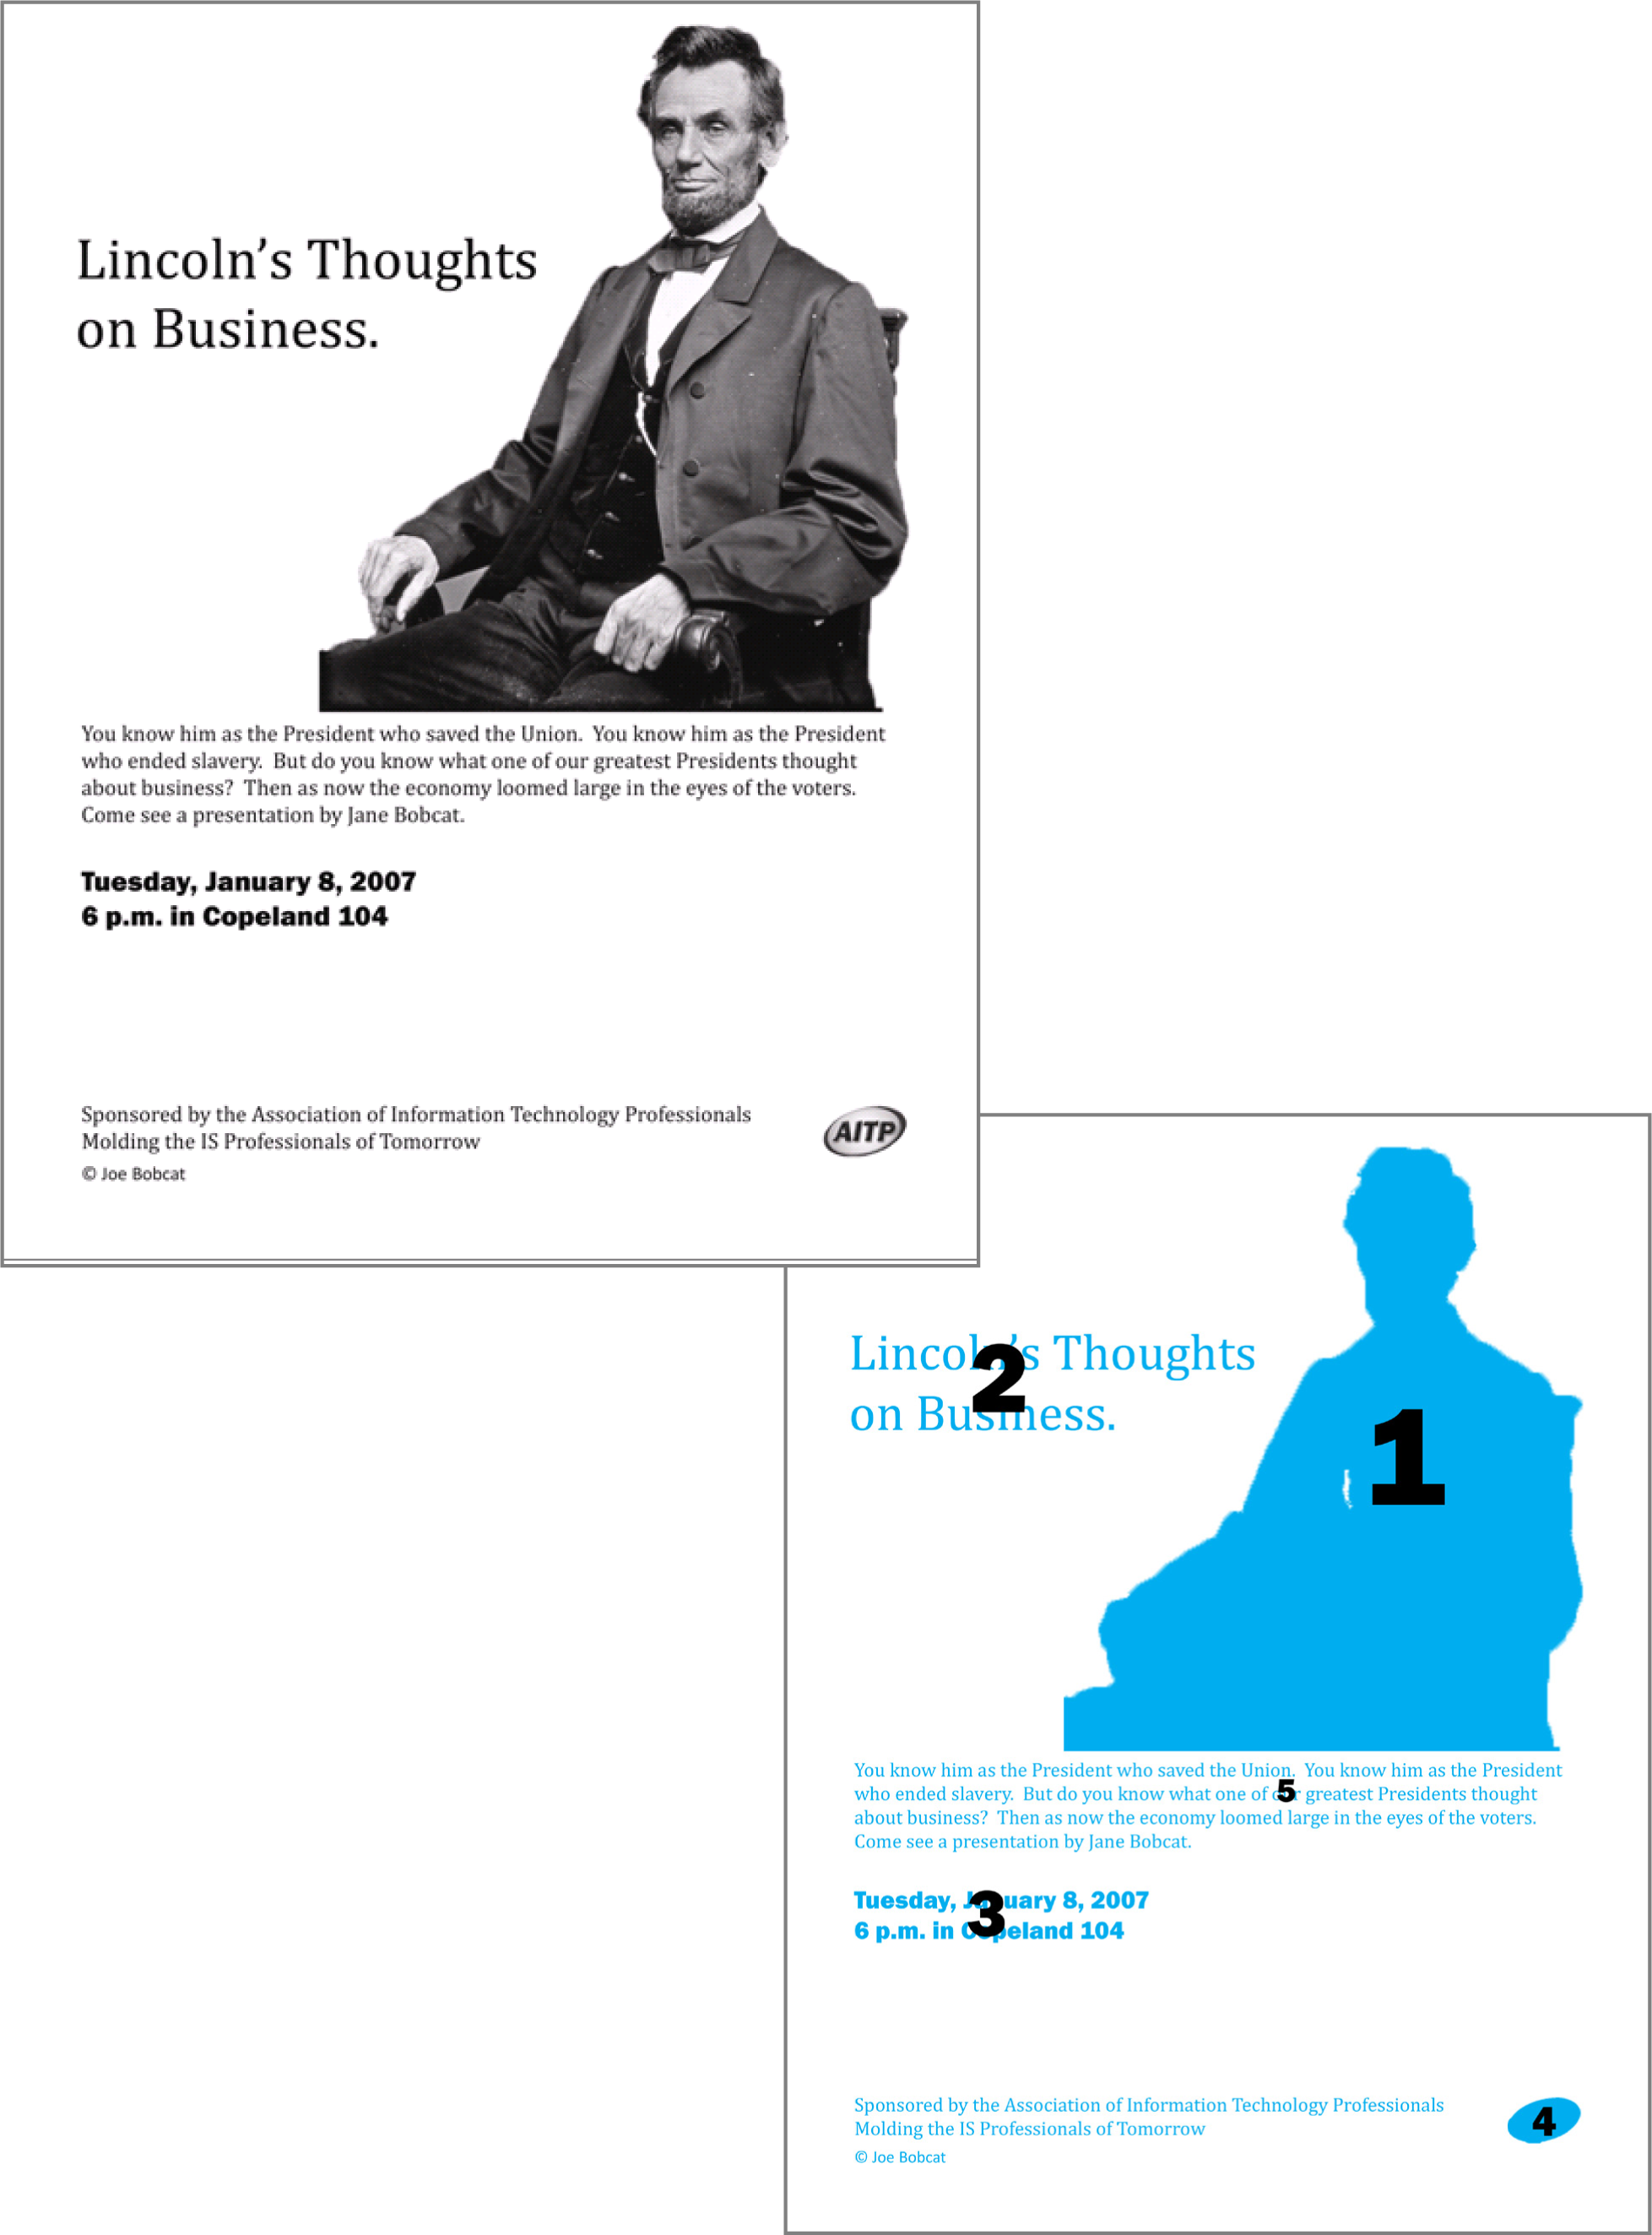 Lincoln’s Thoughts
on Business.
You know him as the President who saved the Union.  You know him as the President
who ended slavery.  But do you know what one of our greatest Presidents thought
about business?  Then as now the economy loomed large in the eyes of the voters.
Come see a presentation by Jane Bobcat.
Tuesday, January 8, 2007
6 p.m. in Copeland 104
Sponsored by the Association of Information Technology Professionals
Molding the IS Professionals of Tomorrow
AITP
© Joe Bobcat
1
Lincoln’s Thoughts
2
on Business.
You know him as the President who saved the Union.  You know him as the President
who ended slavery.  But do you know what one of our greatest Presidents thought
5
about business?  Then as now the economy loomed large in the eyes of the voters.
Come see a presentation by Jane Bobcat.
Tuesday, January 8, 2007
3
6 p.m. in Copeland 104
Sponsored by the Association of Information Technology Professionals
4
Molding the IS Professionals of Tomorrow
© Joe Bobcat